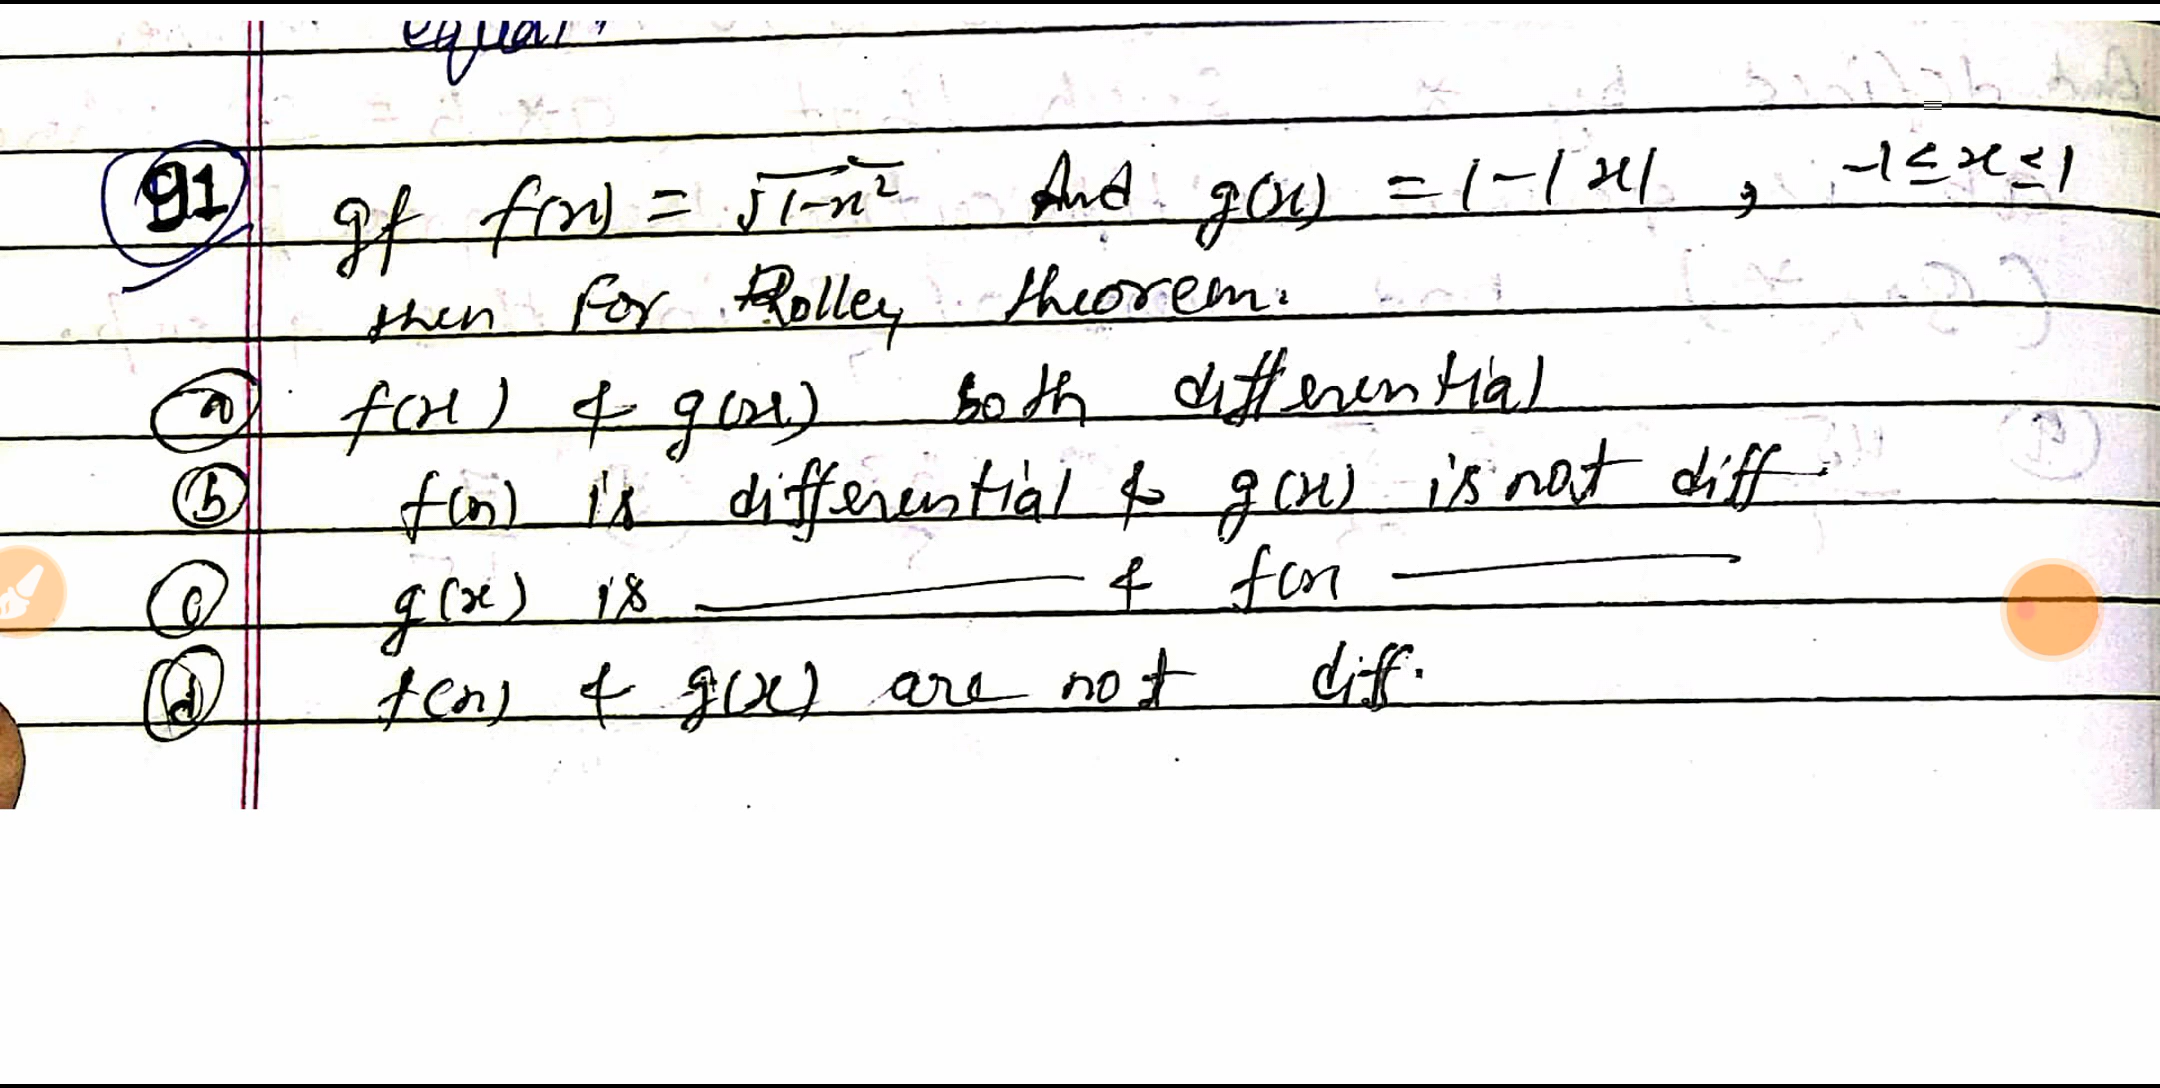 equal.
91 If f(x) = √1-x² And g(x) = 1-|x| , -1≤x≤1
then for Rolley theorem.
a f(x) & g(x) both differential
b f(x) is differential & g(x) is not diff
c g(x) is —— & f(x ——
d f(x) & g(x) are not diff.